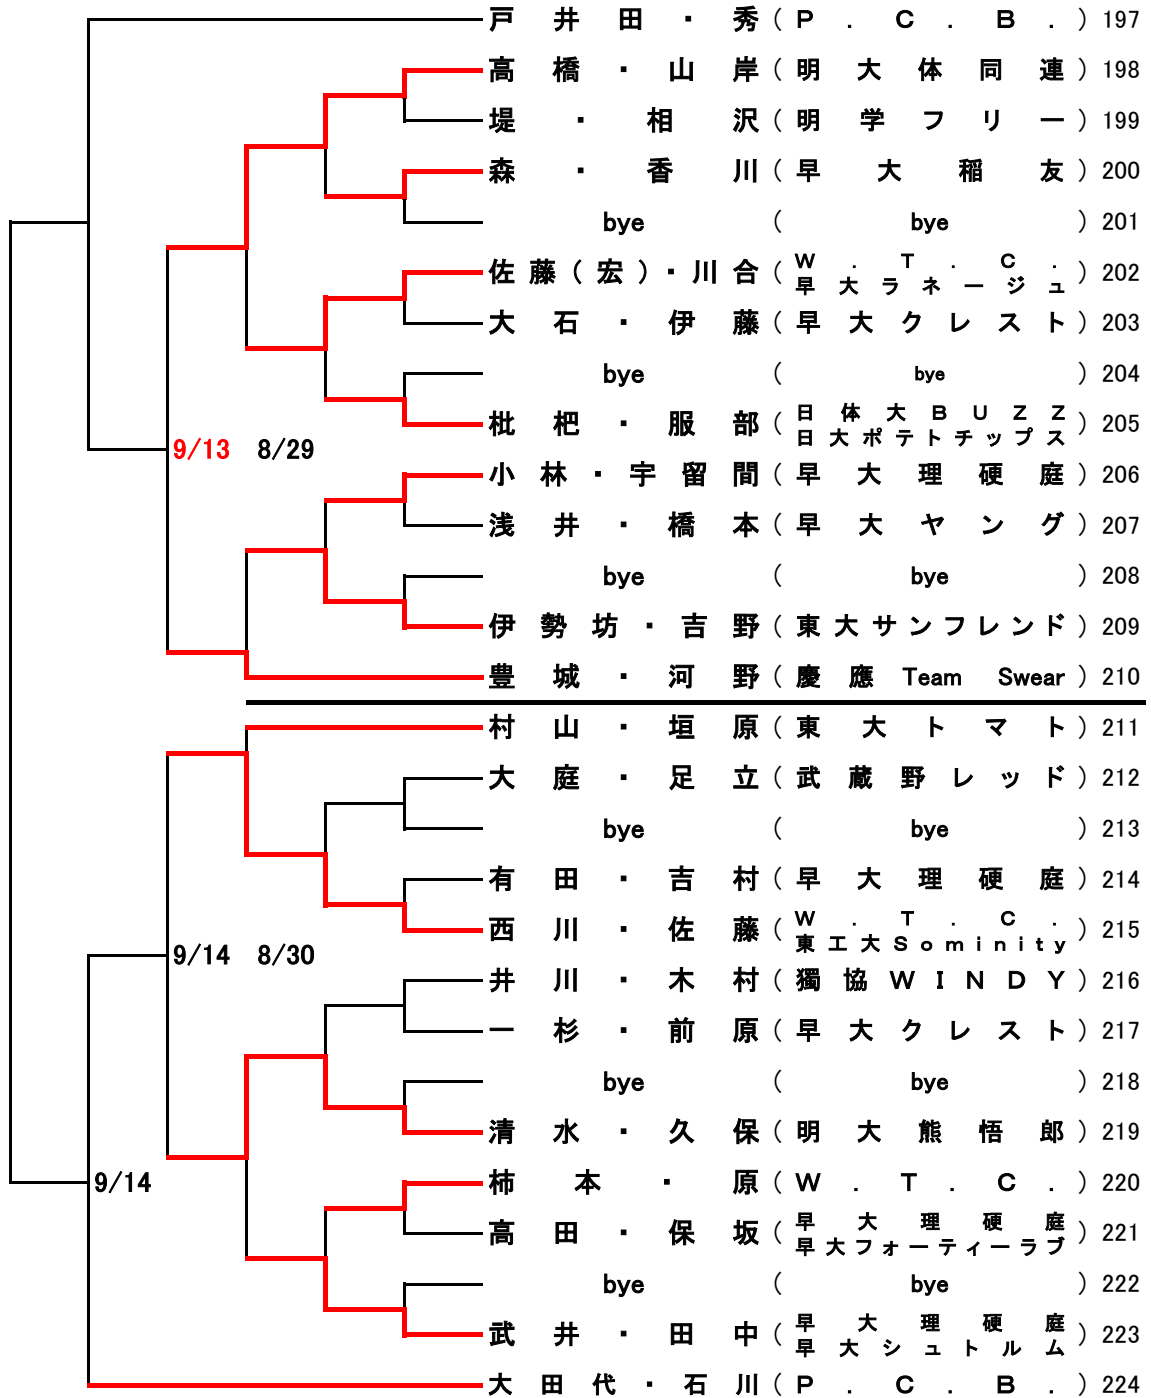 戸井田・秀(P.C.B.)197
高橋・山岸(明大体同連)198
堤・相沢(明学フリー)199
森・香川(早大稲友)200
bye(bye)201
佐藤(宏)・川合(W.T.C. 早大ラネージュ)202
大石・伊藤(早大クレスト)203
bye(bye)204
枇杷・服部(日体大BUZZ 日大ポテトチップス)205
9/13 8/29
小林・宇留間(早大理硬庭)206
浅井・橋本(早大ヤング)207
bye(bye)208
伊勢坊・吉野(東大サンフレンド)209
豊城・河野(慶應Team Swear)210
村山・垣原(東大トマト)211
大庭・足立(武蔵野レッド)212
bye(bye)213
有田・吉村(早大理硬庭)214
西川・佐藤(W.T.C. 東工大Sominity)215
9/14 8/30
井川・木村(獨協WINDY)216
一杉・前原(早大クレスト)217
bye(bye)218
清水・久保(明大熊悟郎)219
9/14
柿本・原(W.T.C.)220
高田・保坂(早大理硬庭 早大フォーティーラブ)221
bye(bye)222
武井・田中(早大理硬庭 早大シュトルム)223
大田代・石川(P.C.B.)224